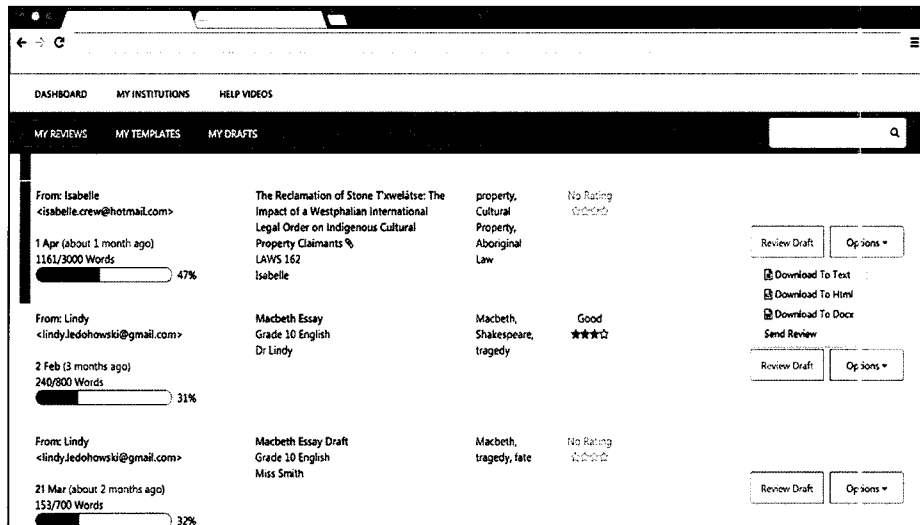 DASHBOARD MY INSTITUTIONS HELP VIDEOS
MY REVIEWS MY TEMPLATES MY DRAFTS
From: Isabelle
<isabelle.crew@hotmail.com>
1 Apr (about 1 month ago)
1161/3000 Words
47%
The Reclamation of Stone T'xwelátse: The
Impact of a Westphalian International
Legal Order on Indigenous Cultural
Property Claimants
LAWS 162
Isabelle
property,
Cultural
Property,
Aboriginal
Law
No Rating
Review Draft Options
Download To Text
Download To Html
Download To Docx
Send Review
From: Lindy
<lindy.ledohowski@gmail.com>
2 Feb (3 months ago)
240/800 Words
31%
Macbeth Essay
Grade 10 English
Dr Lindy
Macbeth,
Shakespeare,
tragedy
Good
Review Draft Options
From: Lindy
<lindy.ledohowski@gmail.com>
21 Mar (about 2 months ago)
153/700 Words
32%
Macbeth Essay Draft
Grade 10 English
Miss Smith
Macbeth,
tragedy, fate
No Rating
Review Draft Options